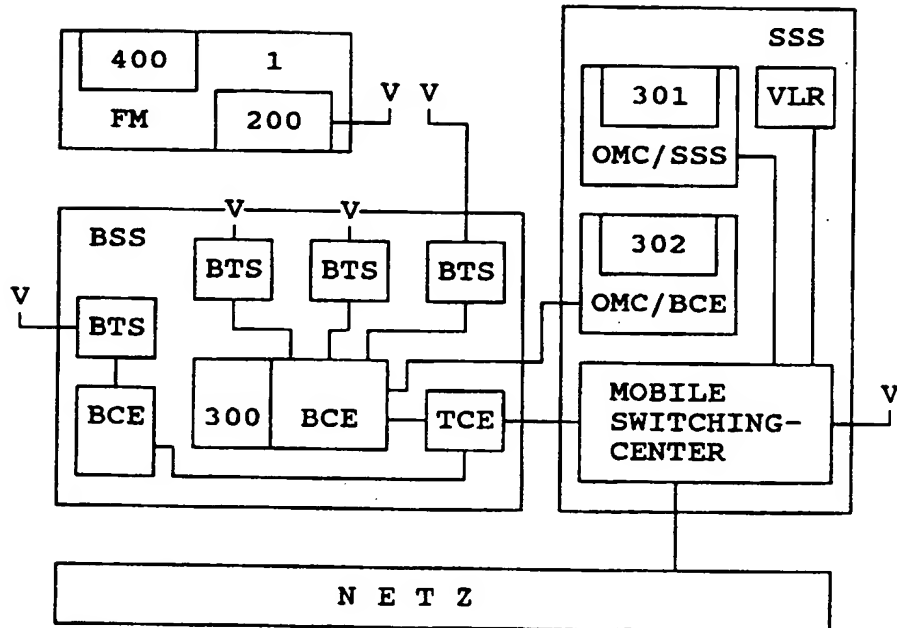 400
1
FM
200
V
V
SSS
301
OMC/SSS
VLR
302
OMC/BCE
MOBILE
SWITCHING-
CENTER
V
BSS
V
V
BTS
BTS
BTS
V
BTS
BCE
300
BCE
TCE
N E T Z